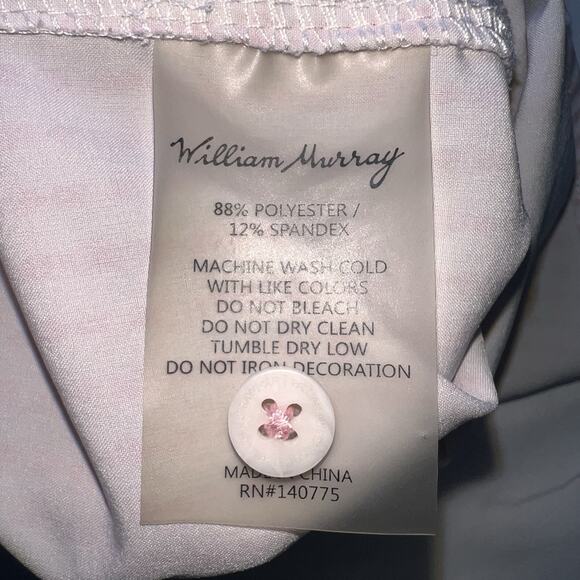 William Murray
88% POLYESTER /
12% SPANDEX
MACHINE WASH COLD
WITH LIKE COLORS
DO NOT BLEACH
DO NOT DRY CLEAN
TUMBLE DRY LOW
DO NOT IRON DECORATION
CHINA
RN#140775